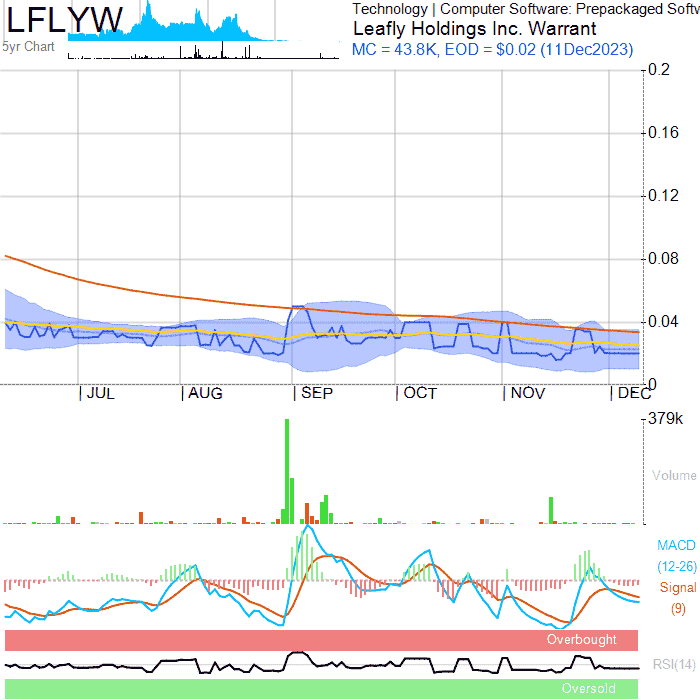 LFLYW
5yr Chart
Technology | Computer Software: Prepackaged Softw
Leafly Holdings Inc. Warrant
MC = 43.8K, EOD = $0.02 (11Dec2023)
0.2
0.16
0.12
0.08
0.04
0
JUL
AUG
SEP
OCT
NOV
DEC
379k
Volume
MACD
(12-26)
Signal
(9)
Overbought
RSI(14)
Oversold